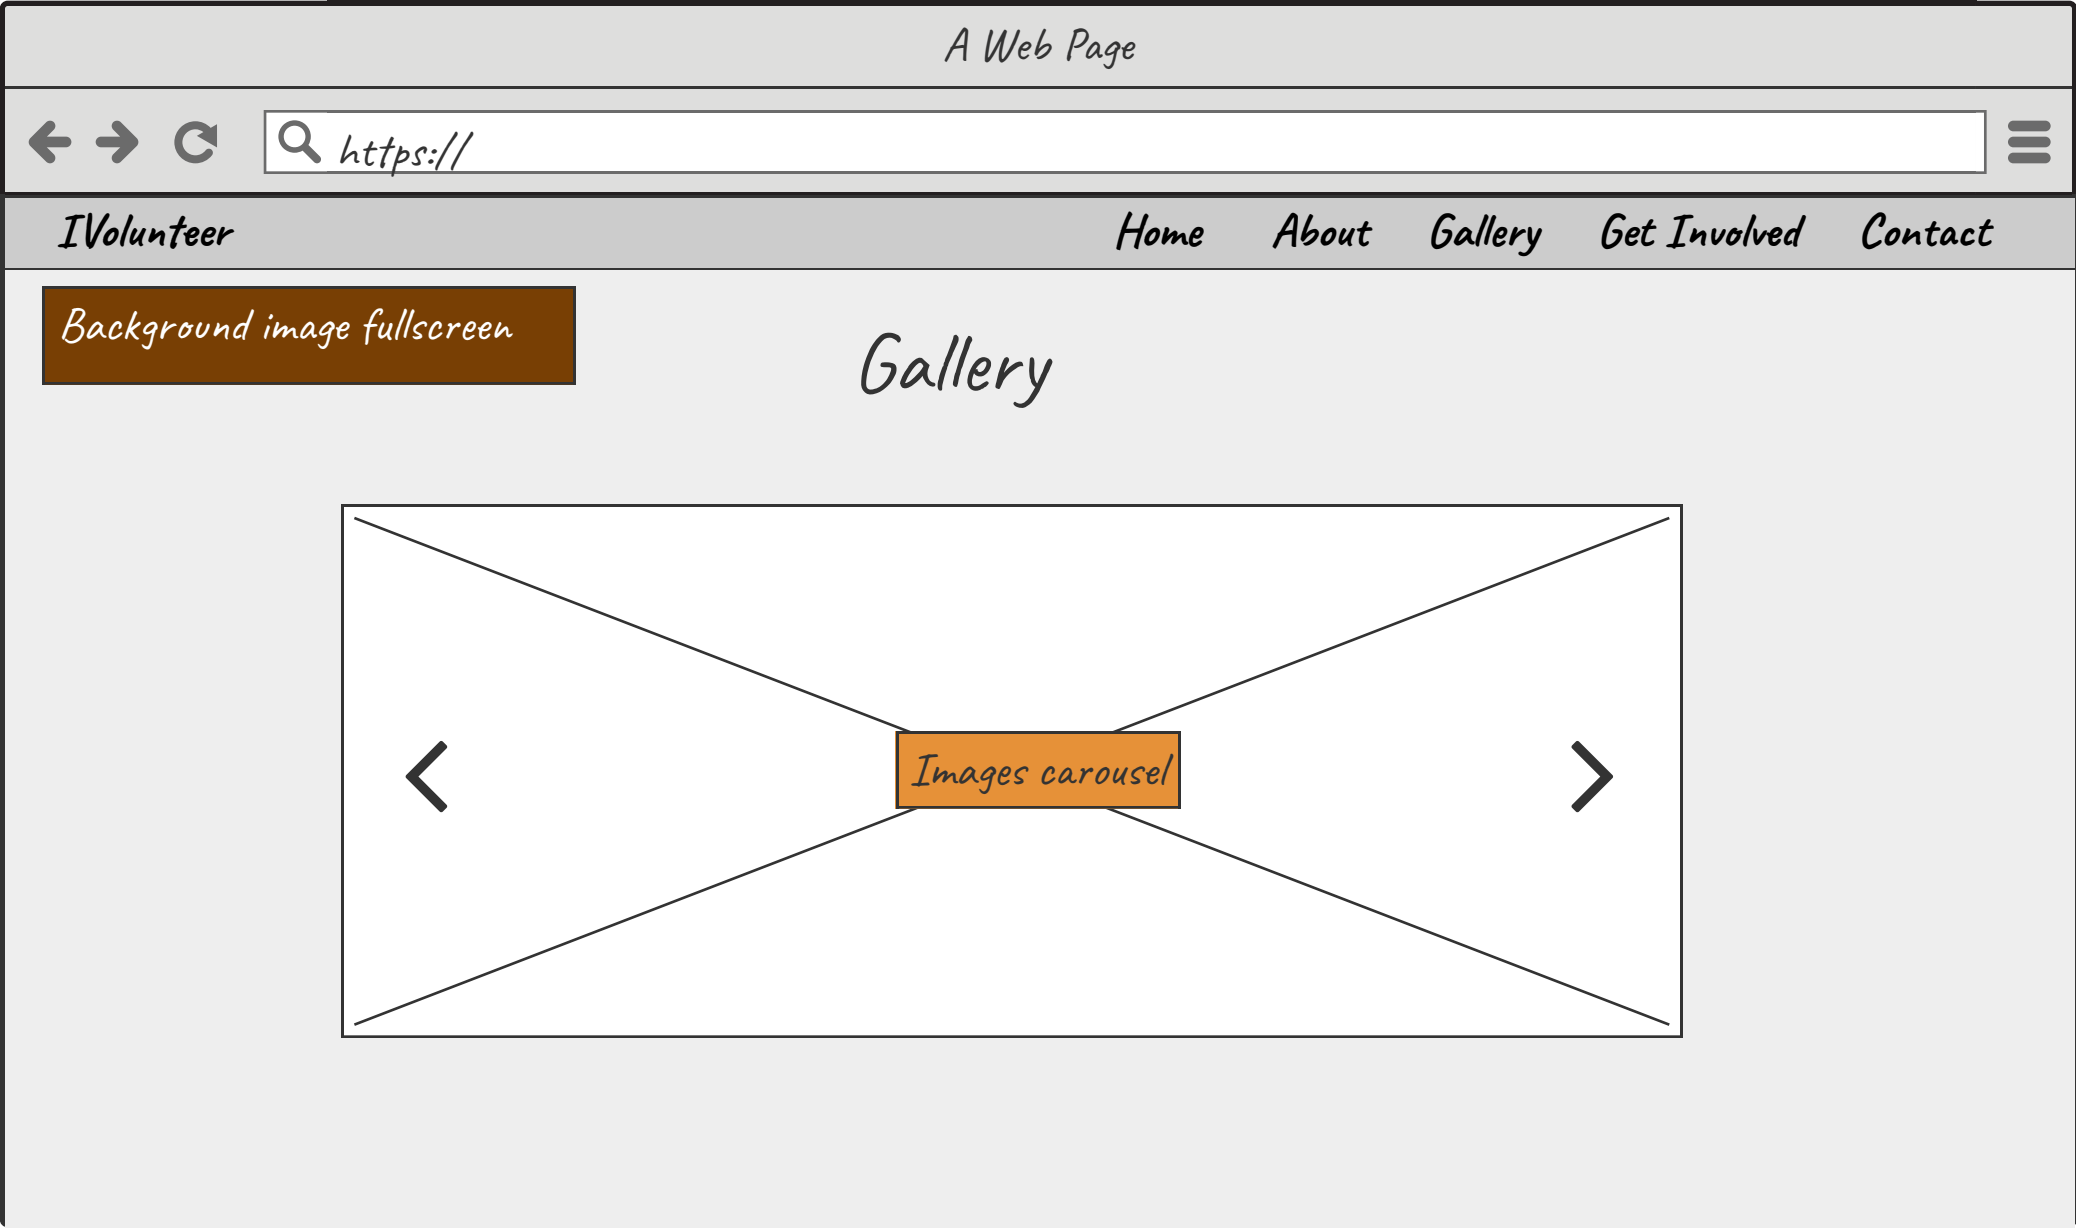 A Web Page
https://
IVolunteer Home About Gallery Get Involved Contact
Background image fullscreen
Gallery
Images carousel